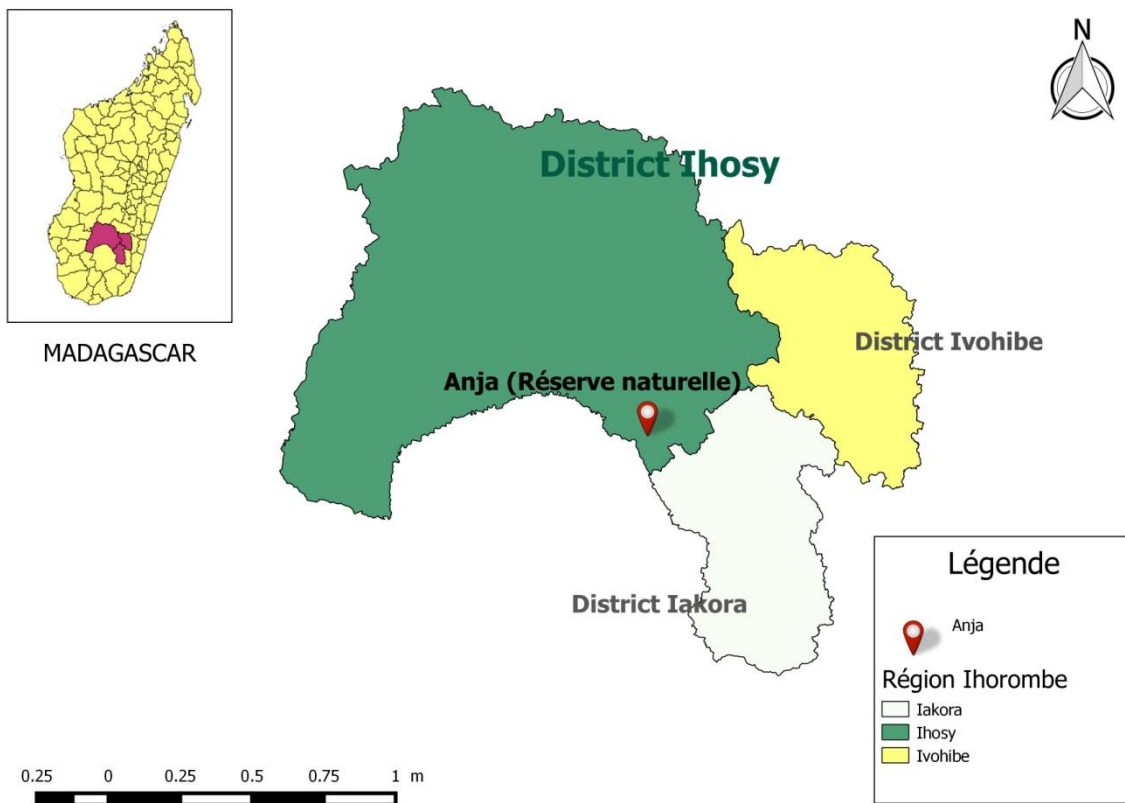 N
District Ihosy
MADAGASCAR
District Ivohibe
Anja (Réserve naturelle)
District Iakora
Légende
Anja
Région Ihorombe
Iakora
Ihosy
Ivohibe
0.25 0 0.25 0.5 0.75 1 m